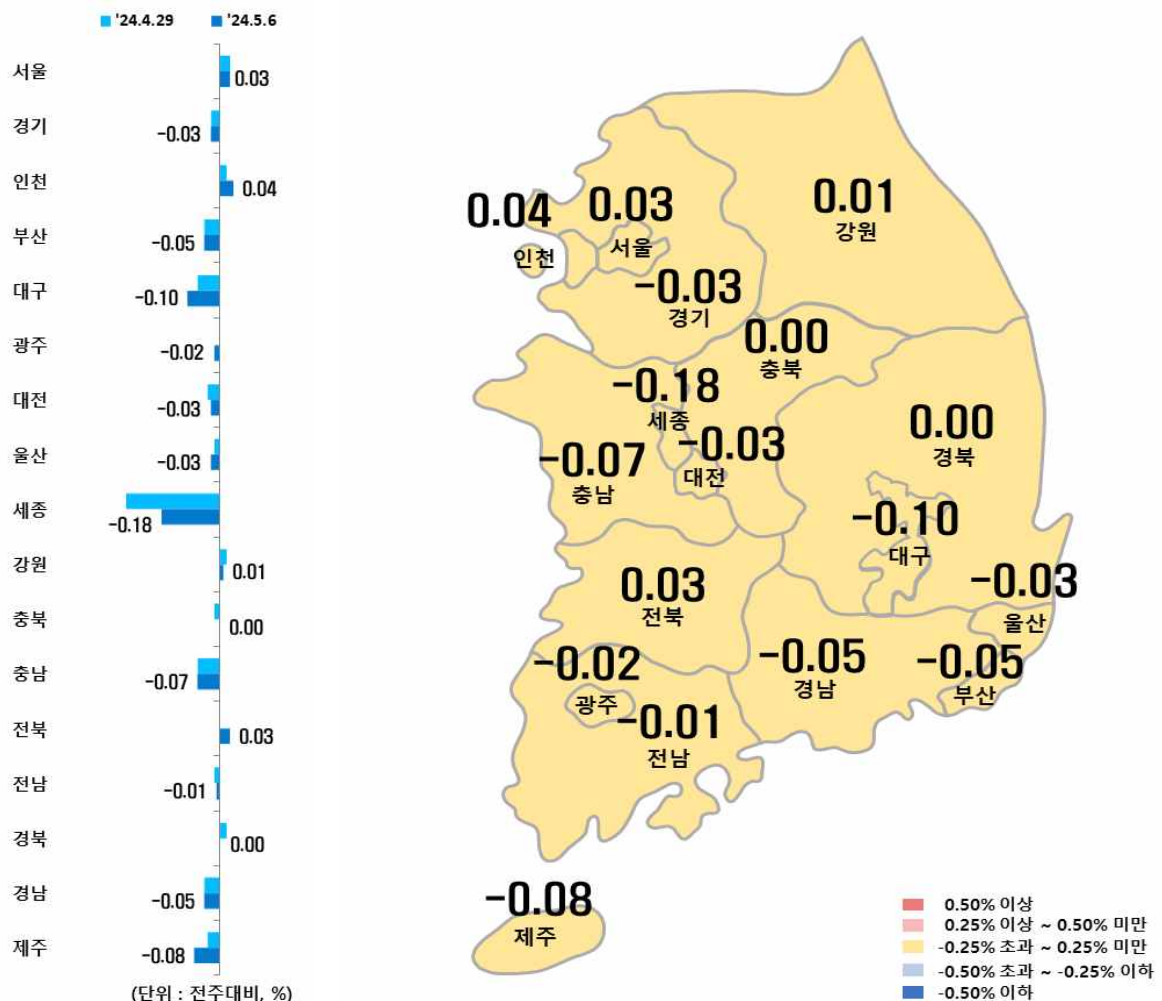 '24.4.29 '24.5.6
서울 0.03
경기 -0.03
인천 0.04
부산 -0.05
대구 -0.10
광주 -0.02
대전 -0.03
울산 -0.03
세종 -0.18
강원 0.01
충북 0.00
충남 -0.07
전북 0.03
전남 -0.01
경북 0.00
경남 -0.05
제주 -0.08
(단위 : 전주대비, %)
0.01
강원
0.04
인천
0.03
서울
-0.03
경기
0.00
충북
-0.18
세종
-0.03
대전
-0.07
충남
0.00
경북
-0.10
대구
-0.03
울산
0.03
전북
-0.05
경남
-0.05
부산
-0.02
광주
-0.01
전남
-0.08
제주
0.50% 이상
0.25% 이상 ~ 0.50% 미만
-0.25% 초과 ~ 0.25% 미만
-0.50% 초과 ~ -0.25% 이하
-0.50% 이하